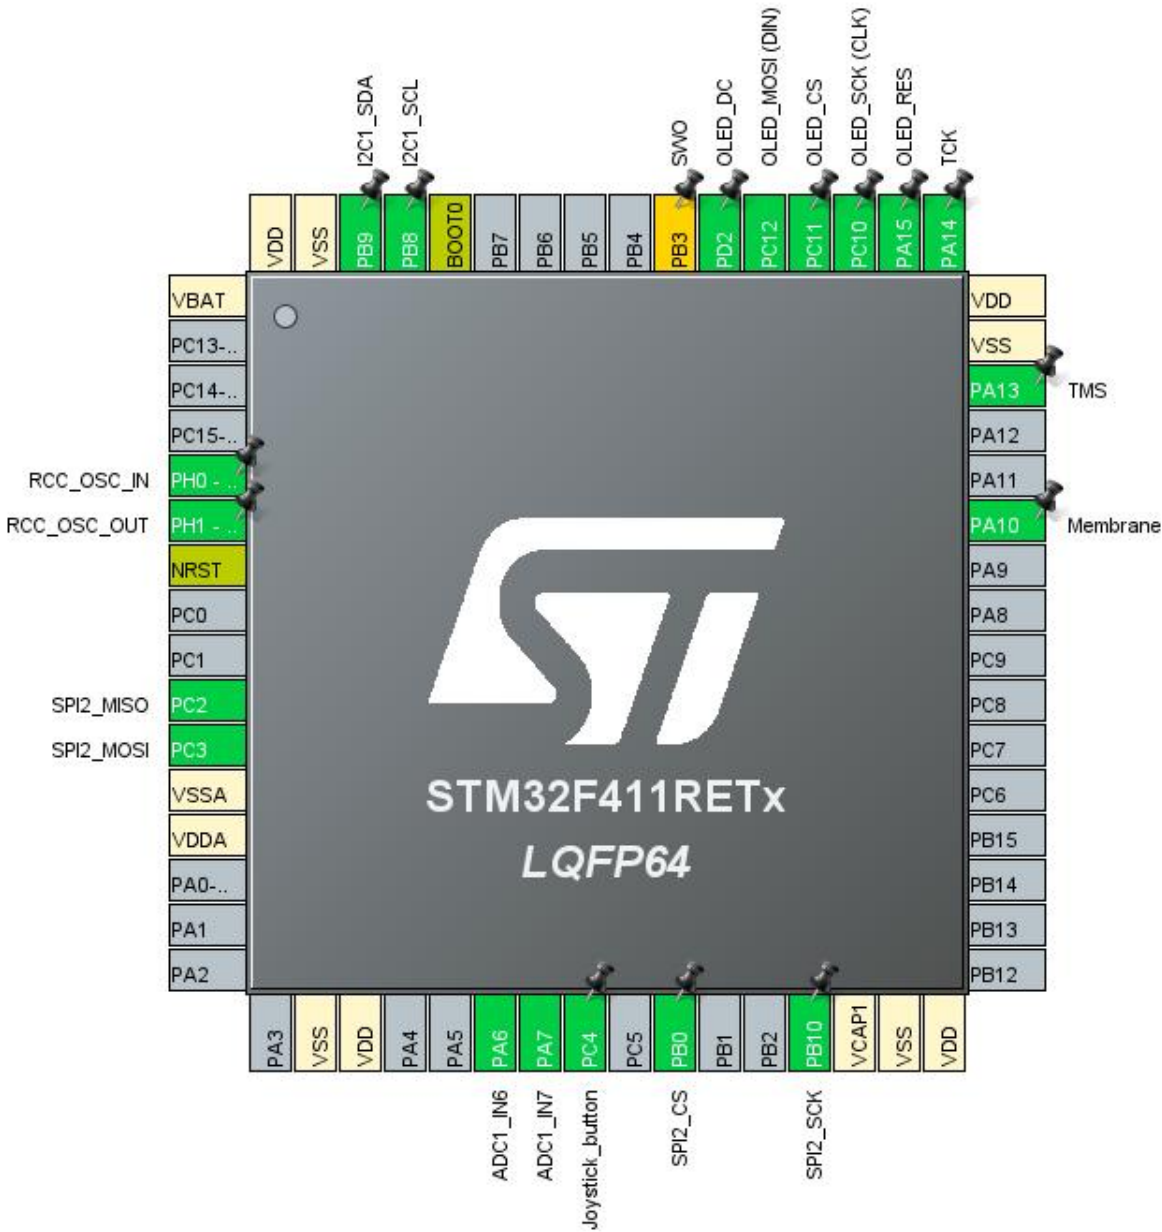 I2C1_SDA
I2C1_SCL
SWO
OLED_DC
OLED_MOSI (DIN)
OLED_CS
OLED_SCK (CLK)
OLED_RES
TCK
VDD
VSS
PB9
PB8
BOOT0
PB7
PB6
PB5
PB4
PB3
PD2
PC12
PC11
PC10
PA15
PA14
VBAT
PC13-..
PC14-..
PC15-..
RCC_OSC_IN PH0 - ..
RCC_OSC_OUT PH1 - ..
NRST
PC0
PC1
SPI2_MISO PC2
SPI2_MOSI PC3
VSSA
VDDA
PA0-..
PA1
PA2
VDD
VSS
PA13 TMS
PA12
PA11
PA10 Membrane
PA9
PA8
PC9
PC8
PC7
PC6
PB15
PB14
PB13
PB12
ST
STM32F411RETx
LQFP64
PA3
VSS
VDD
PA4
PA5
PA6
PA7
PC4
PC5
PB0
PB1
PB2
PB10
VCAP1
VSS
VDD
ADC1_IN6
ADC1_IN7
Joystick_button
SPI2_CS
SPI2_SCK